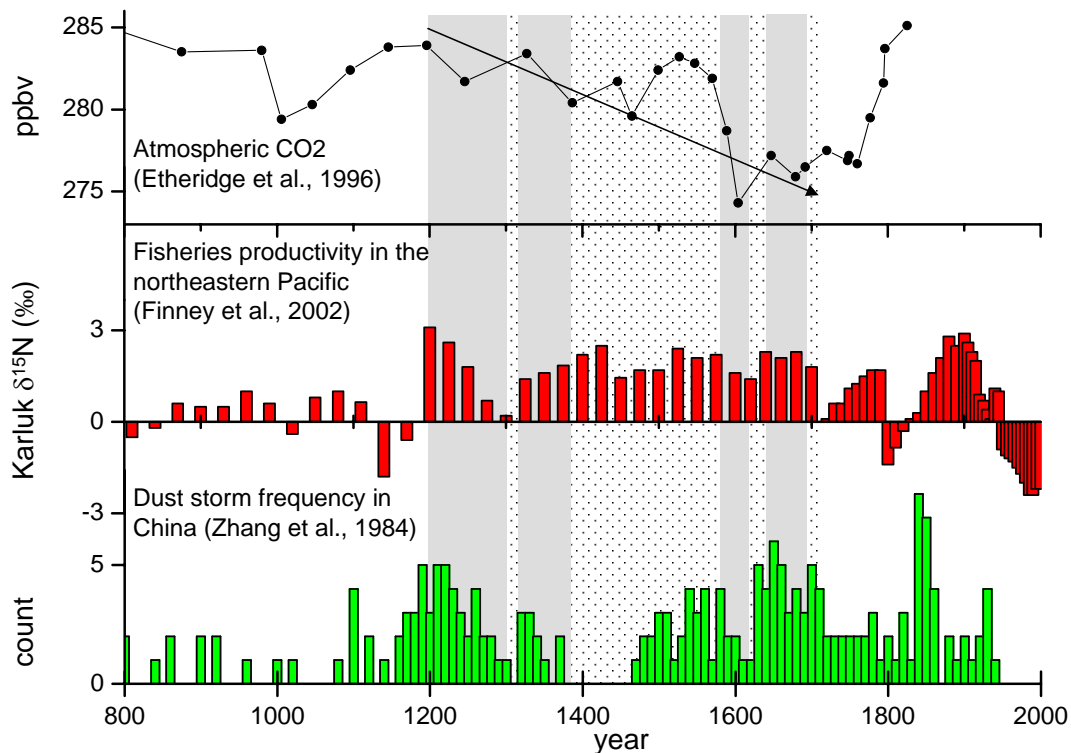 285
280
275
ppbv
Atmospheric CO2
(Etheridge et al., 1996)
Fisheries productivity in the
northeastern Pacific
(Finney et al., 2002)
3
0
-3
Karluk δ¹⁵N (‰)
Dust storm frequency in
China (Zhang et al., 1984)
5
0
count
800 1000 1200 1400 1600 1800 2000
year